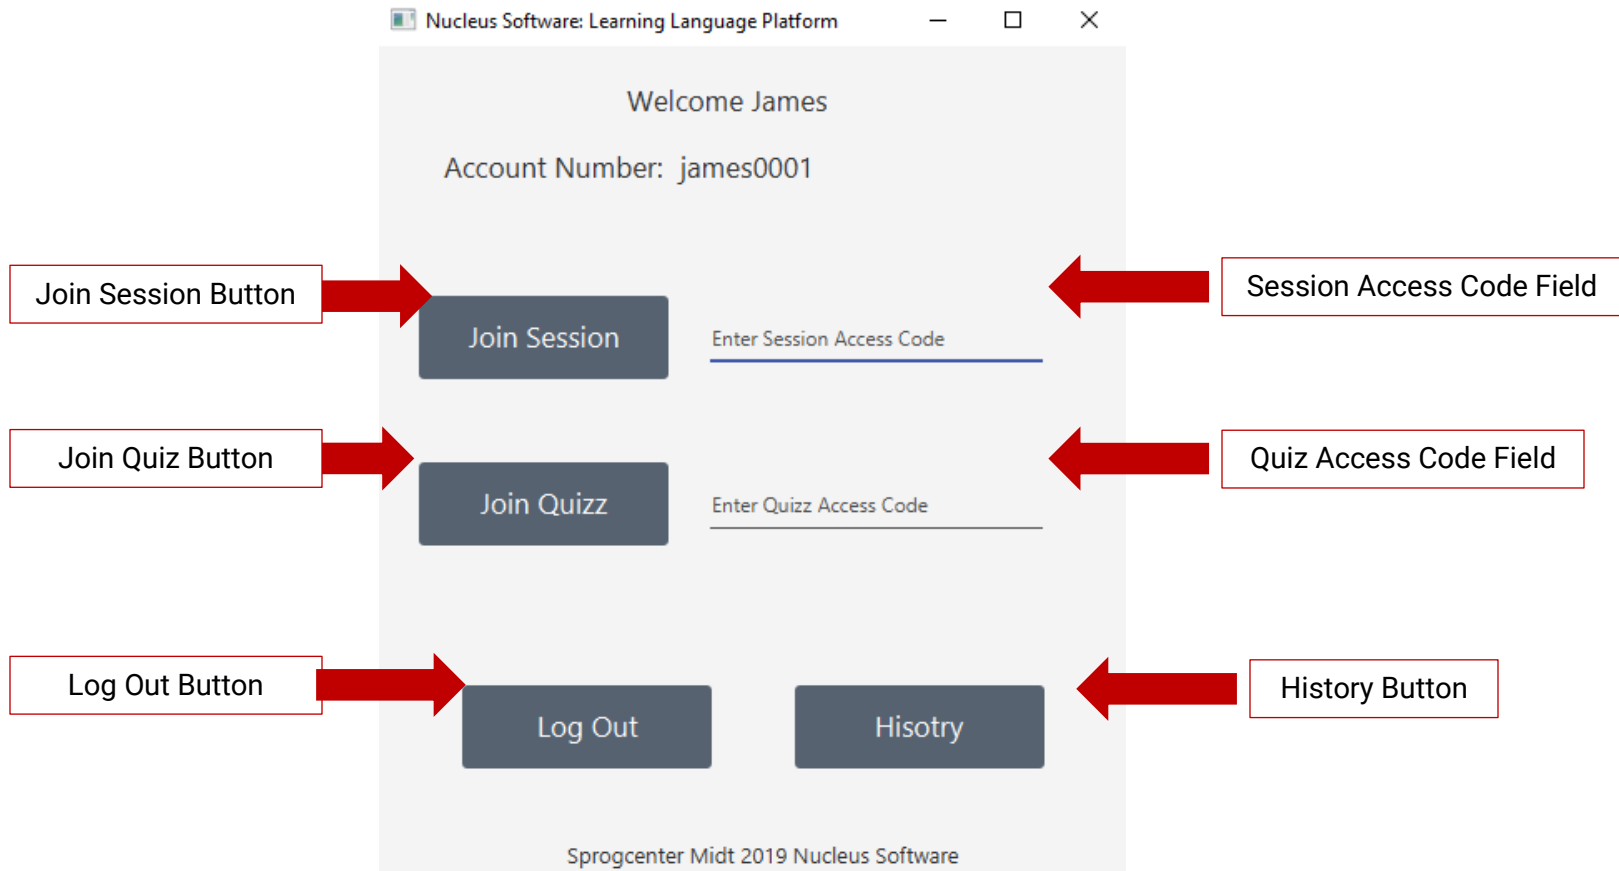 Nucleus Software: Learning Language Platform
Welcome James
Account Number: james0001
Join Session Button
Session Access Code Field
Join Session
Enter Session Access Code
Join Quiz Button
Quiz Access Code Field
Join Quizz
Enter Quizz Access Code
Log Out Button
History Button
Log Out
Hisotry
Sprogcenter Midt 2019 Nucleus Software